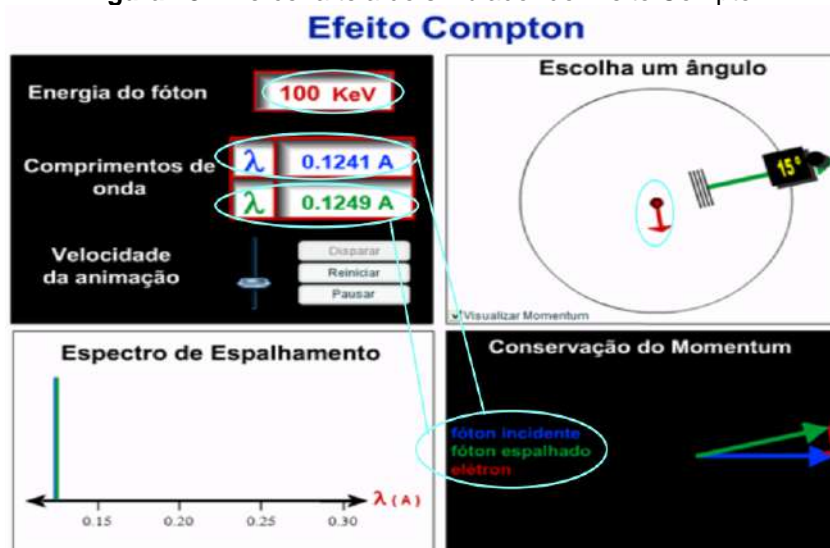 Efeito Compton
Energia do fóton
100 KeV
Comprimentos de onda
λ 0.1241 A
λ 0.1249 A
Velocidade da animação
Disparar
Reiniciar
Pausar
Escolha um ângulo
15º
Visualizar Momentum
Espectro de Espalhamento
0.15 0.20 0.25 0.30
λ (A)
Conservação do Momentum
fóton incidente
fóton espalhado
elétron